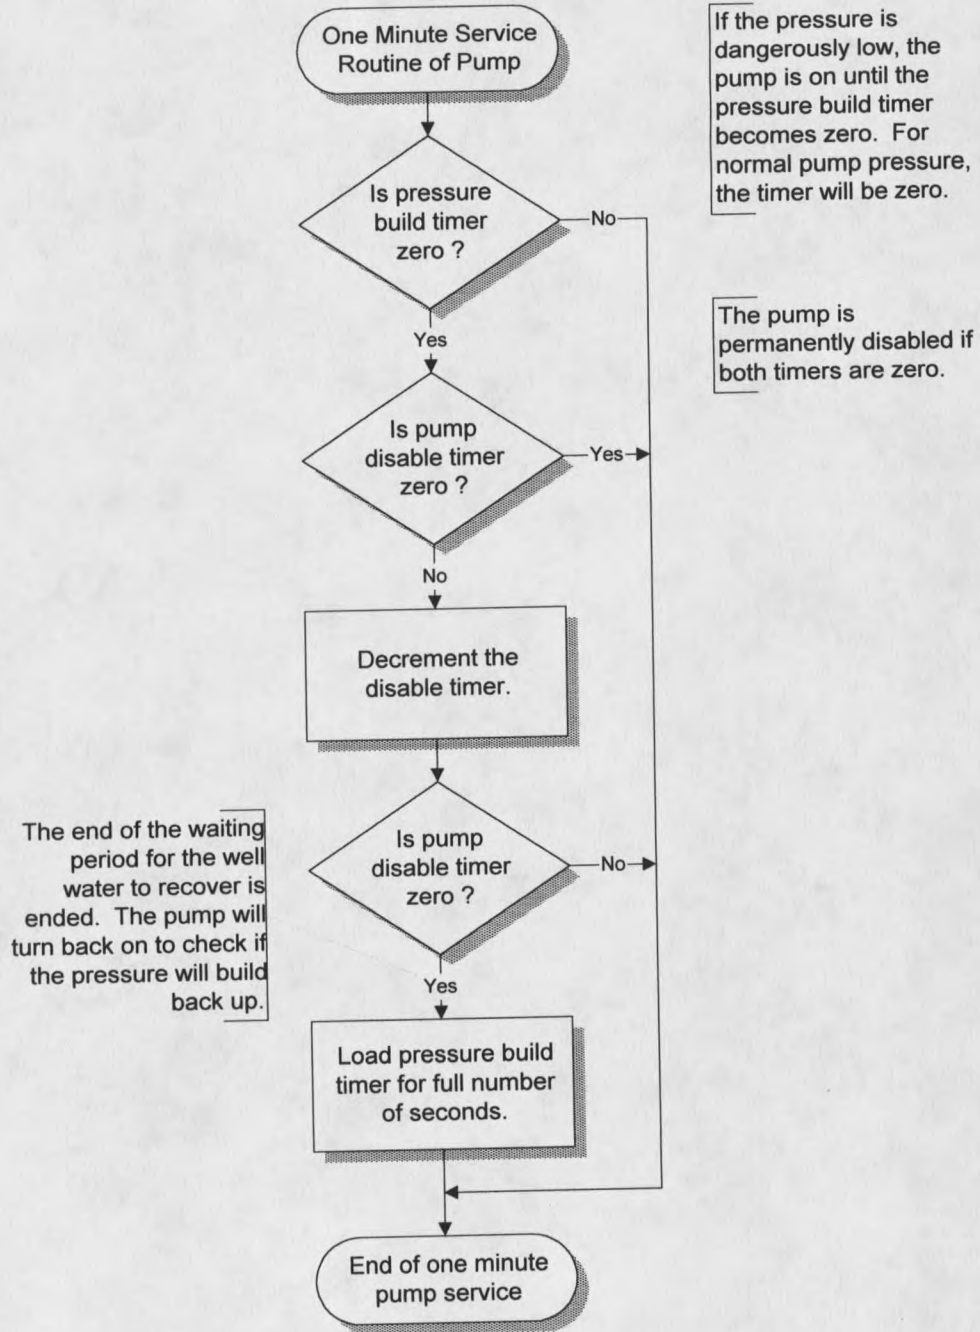 One Minute Service
Routine of Pump
If the pressure is
dangerously low, the
pump is on until the
pressure build timer
becomes zero. For
normal pump pressure,
the timer will be zero.
Is pressure
build timer
zero ?
No
Yes
The pump is
permanently disabled if
both timers are zero.
Is pump
disable timer
zero ?
Yes
No
Decrement the
disable timer.
The end of the waiting
period for the well
water to recover is
ended. The pump will
turn back on to check if
the pressure will build
back up.
Is pump
disable timer
zero ?
No
Yes
Load pressure build
timer for full number
of seconds.
End of one minute
pump service